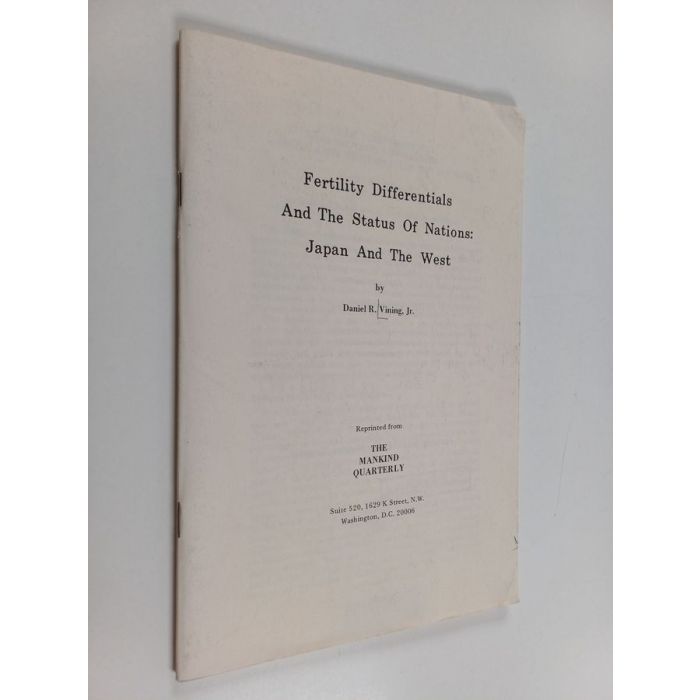 Fertility Differentials
And The Status Of Nations:
Japan And The West
by
Daniel R. Vining, Jr.
Reprinted from
THE
MANKIND
QUARTERLY
Suite 520, 1629 K Street, N.W.
Washington, D.C. 20006